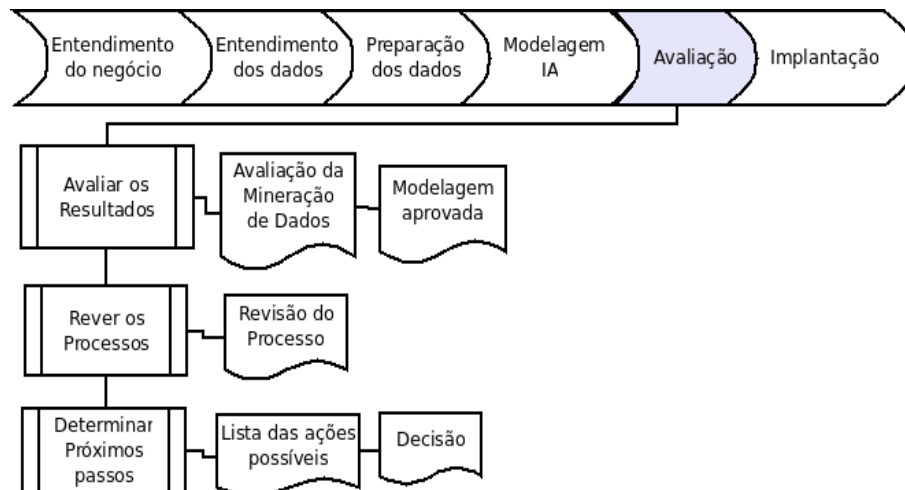 Entendimento
do negócio
Entendimento
dos dados
Preparação
dos dados
Modelagem
IA
Avaliação
Implantação
Avaliar os
Resultados
Avaliação da
Mineração
de Dados
Modelagem
aprovada
Rever os
Processos
Revisão do
Processo
Determinar
Próximos
passos
Lista das ações
possíveis
Decisão